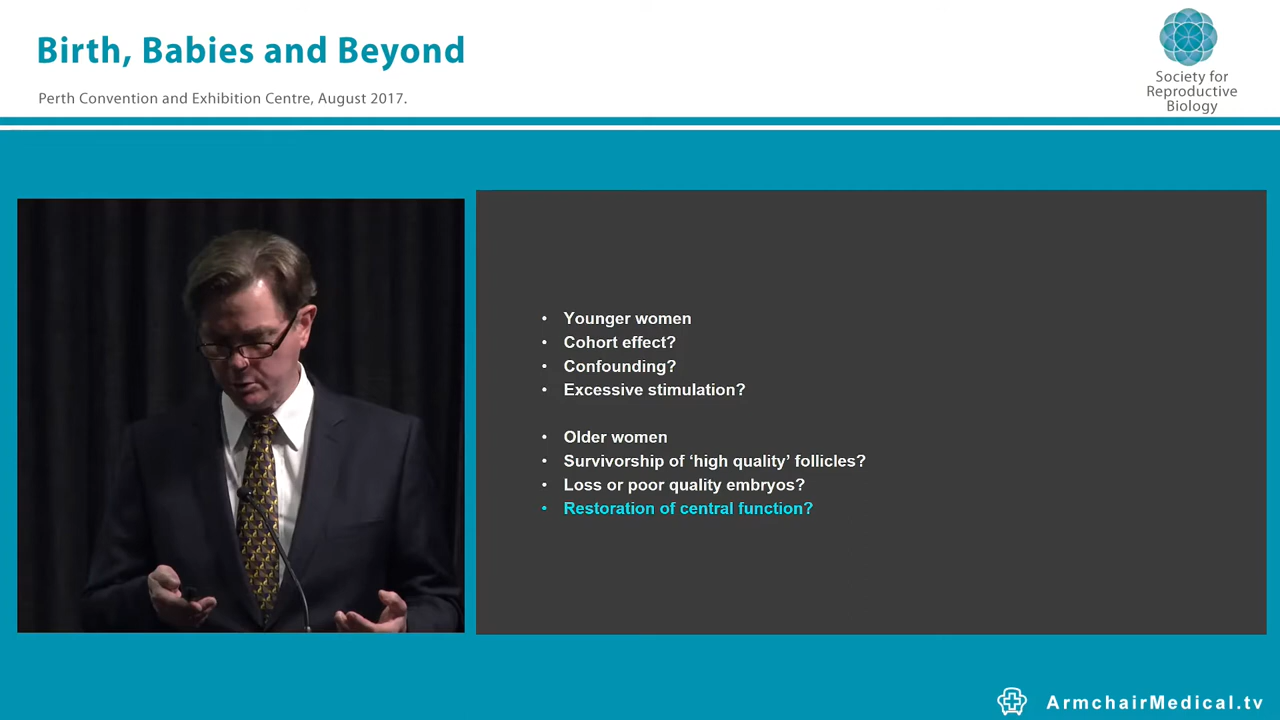 Birth, Babies and Beyond
Perth Convention and Exhibition Centre, August 2017.
Society for
Reproductive
Biology
• Younger women
• Cohort effect?
• Confounding?
• Excessive stimulation?
• Older women
• Survivorship of ‘high quality’ follicles?
• Loss or poor quality embryos?
• Restoration of central function?
ArmchairMedical.tv